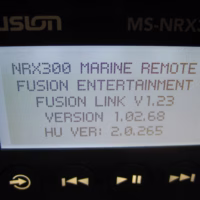 FUSION MS-NRX3
NRX300 MARINE REMOTE
FUSION ENTERTAINMENT
FUSION LINK V1.23
VERSION 1.02.68
HU VER: 2.0.265